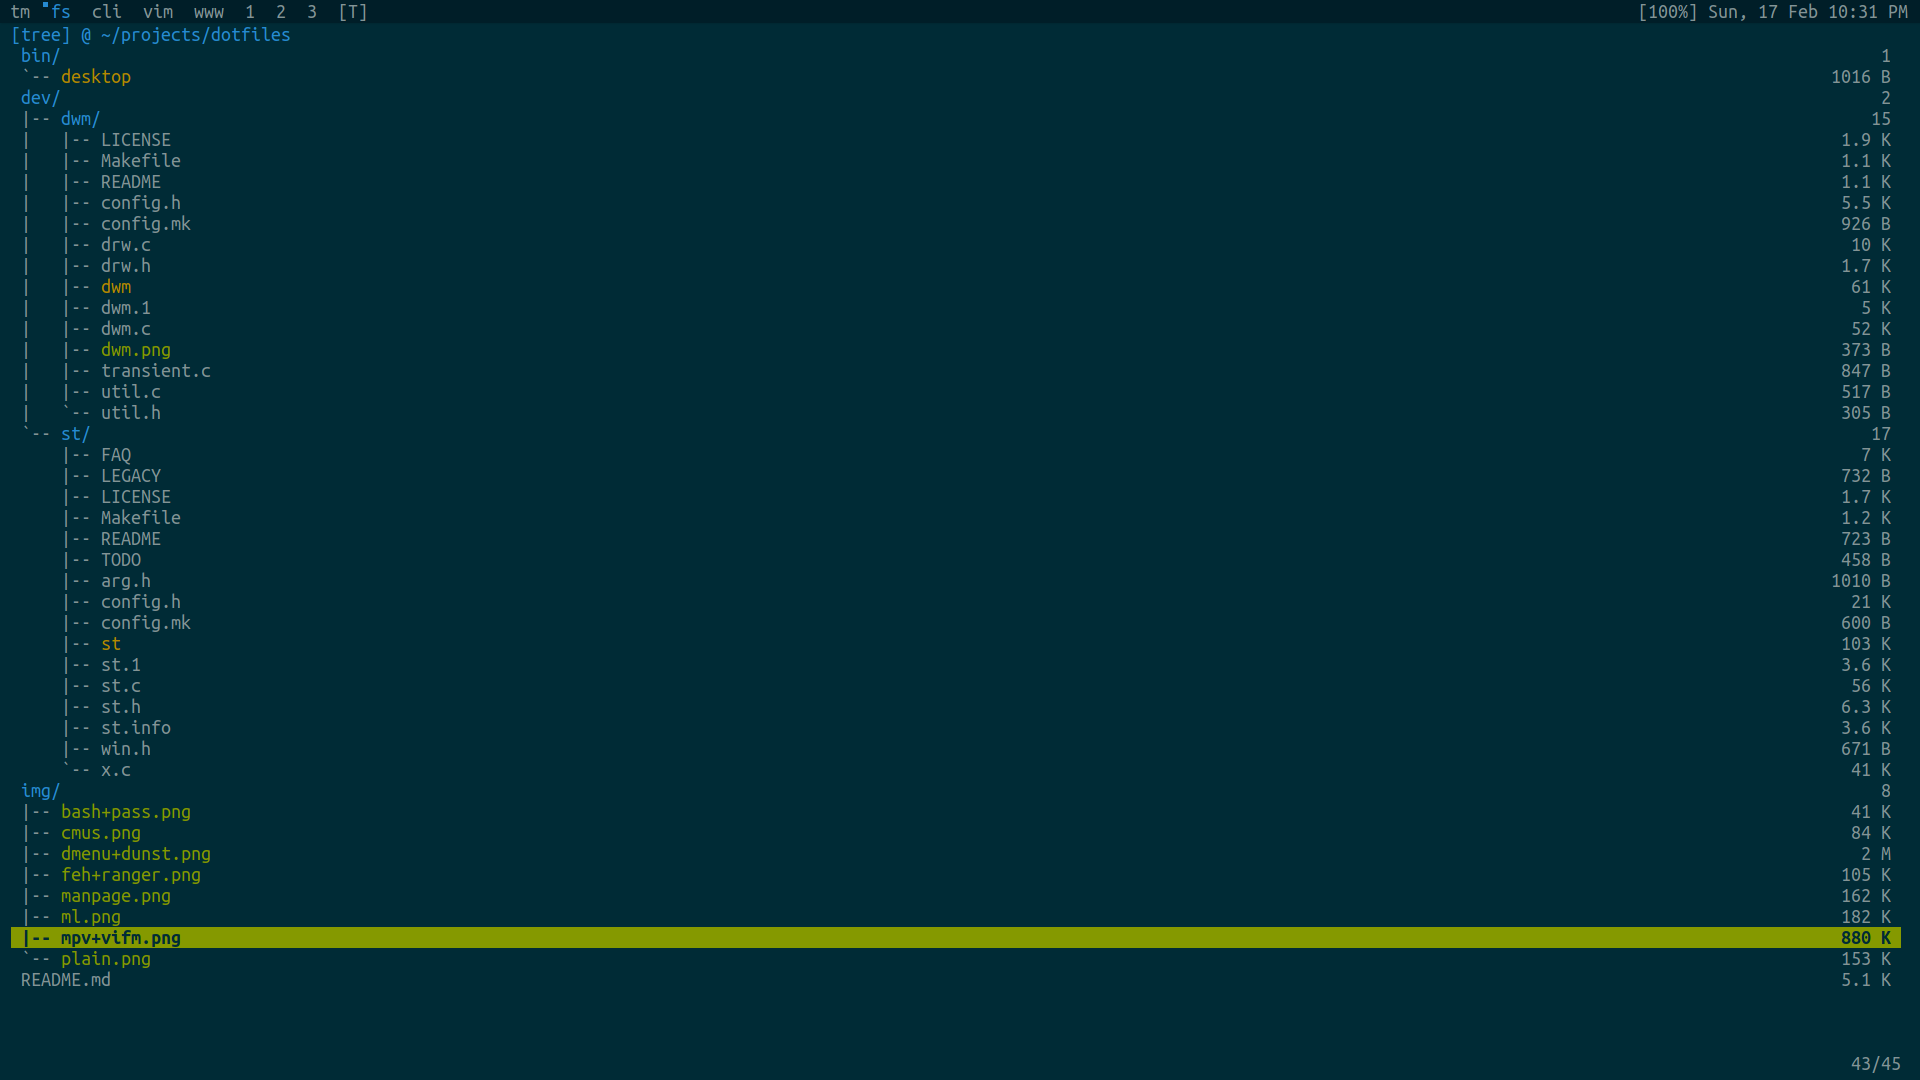 tm fs cli vim www 1 2 3 [T] [100%] Sun, 17 Feb 10:31 PM
[tree] @ ~/projects/dotfiles
bin/ 1
`-- desktop 1016 B
dev/ 2
|-- dwm/ 15
|   |-- LICENSE 1.9 K
|   |-- Makefile 1.1 K
|   |-- README 1.1 K
|   |-- config.h 5.5 K
|   |-- config.mk 926 B
|   |-- drw.c 10 K
|   |-- drw.h 1.7 K
|   |-- dwm 61 K
|   |-- dwm.1 5 K
|   |-- dwm.c 52 K
|   |-- dwm.png 373 B
|   |-- transient.c 847 B
|   |-- util.c 517 B
|   `-- util.h 305 B
`-- st/ 17
    |-- FAQ 7 K
    |-- LEGACY 732 B
    |-- LICENSE 1.7 K
    |-- Makefile 1.2 K
    |-- README 723 B
    |-- TODO 458 B
    |-- arg.h 1010 B
    |-- config.h 21 K
    |-- config.mk 600 B
    |-- st 103 K
    |-- st.1 3.6 K
    |-- st.c 56 K
    |-- st.h 6.3 K
    |-- st.info 3.6 K
    |-- win.h 671 B
    `-- x.c 41 K
img/ 8
|-- bash+pass.png 41 K
|-- cmus.png 84 K
|-- dmenu+dunst.png 2 M
|-- feh+ranger.png 105 K
|-- manpage.png 162 K
|-- ml.png 182 K
|-- mpv+vifm.png 880 K
`-- plain.png 153 K
README.md 5.1 K
43/45